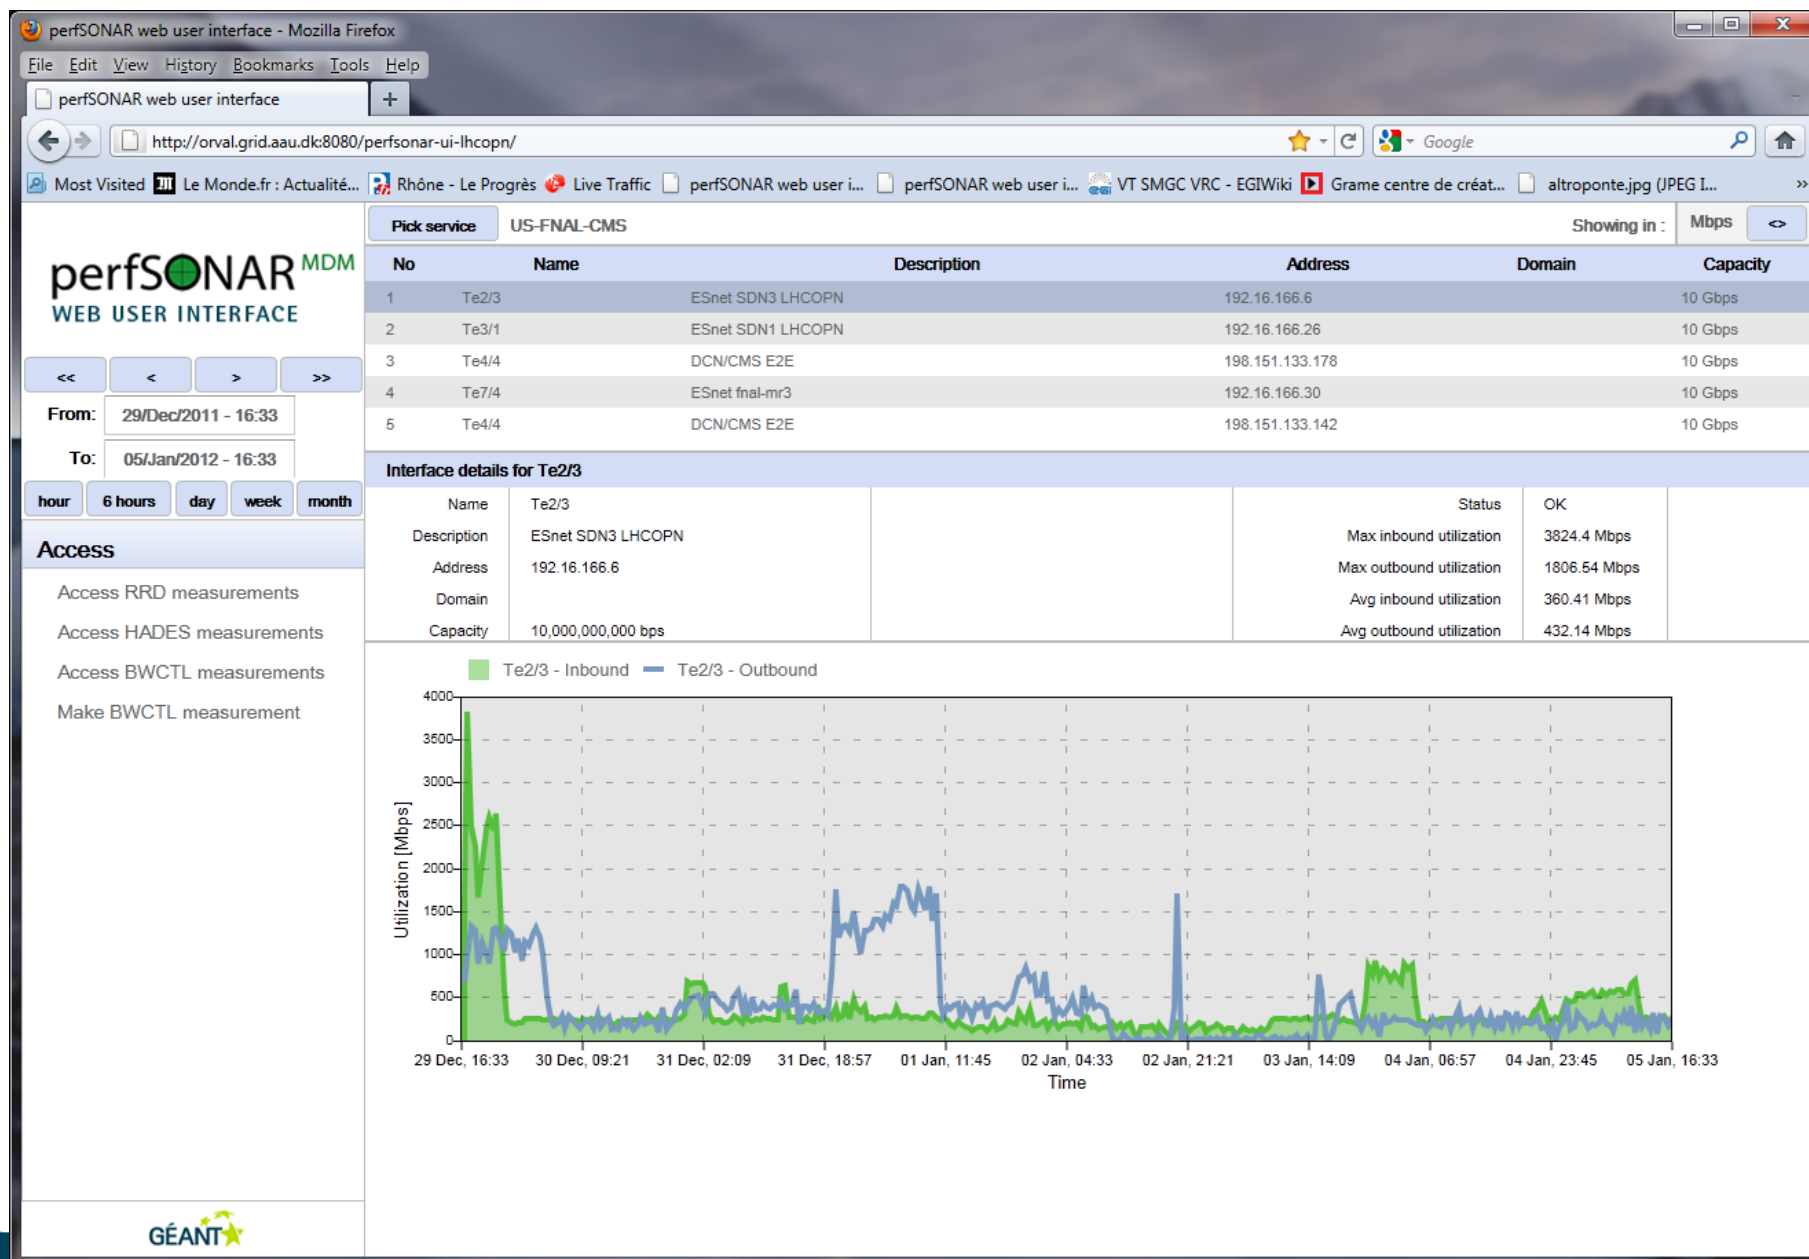 perfSONAR web user interface - Mozilla Firefox
File Edit View History Bookmarks Tools Help
perfSONAR web user interface +
http://orval.grid.aau.dk:8080/perfsonar-ui-lhcopn/ Google
Most Visited Le Monde.fr : Actualité... Rhône - Le Progrès Live Traffic perfSONAR web user i... perfSONAR web user i... VT SMGC VRC - EGIWiki Grame centre de créat... altroponte.jpg (JPEG I... »
perfSONAR MDM
WEB USER INTERFACE
<< < > >>
From: 29/Dec/2011 - 16:33
To: 05/Jan/2012 - 16:33
hour 6 hours day week month
Access
Access RRD measurements
Access HADES measurements
Access BWCTL measurements
Make BWCTL measurement
GÉANT
Pick service US-FNAL-CMS Showing in : Mbps <>
No Name Description Address Domain Capacity
1 Te2/3 ESnet SDN3 LHCOPN 192.16.166.6 10 Gbps
2 Te3/1 ESnet SDN1 LHCOPN 192.16.166.26 10 Gbps
3 Te4/4 DCN/CMS E2E 198.151.133.178 10 Gbps
4 Te7/4 ESnet fnal-mr3 192.16.166.30 10 Gbps
5 Te4/4 DCN/CMS E2E 198.151.133.142 10 Gbps
Interface details for Te2/3
Name Te2/3 Status OK
Description ESnet SDN3 LHCOPN Max inbound utilization 3824.4 Mbps
Address 192.16.166.6 Max outbound utilization 1806.54 Mbps
Domain Avg inbound utilization 360.41 Mbps
Capacity 10,000,000,000 bps Avg outbound utilization 432.14 Mbps
Te2/3 - Inbound Te2/3 - Outbound
Utilization [Mbps]
4000
3500
3000
2500
2000
1500
1000
500
0
29 Dec, 16:33 30 Dec, 09:21 31 Dec, 02:09 31 Dec, 18:57 01 Jan, 11:45 02 Jan, 04:33 02 Jan, 21:21 03 Jan, 14:09 04 Jan, 06:57 04 Jan, 23:45 05 Jan, 16:33
Time